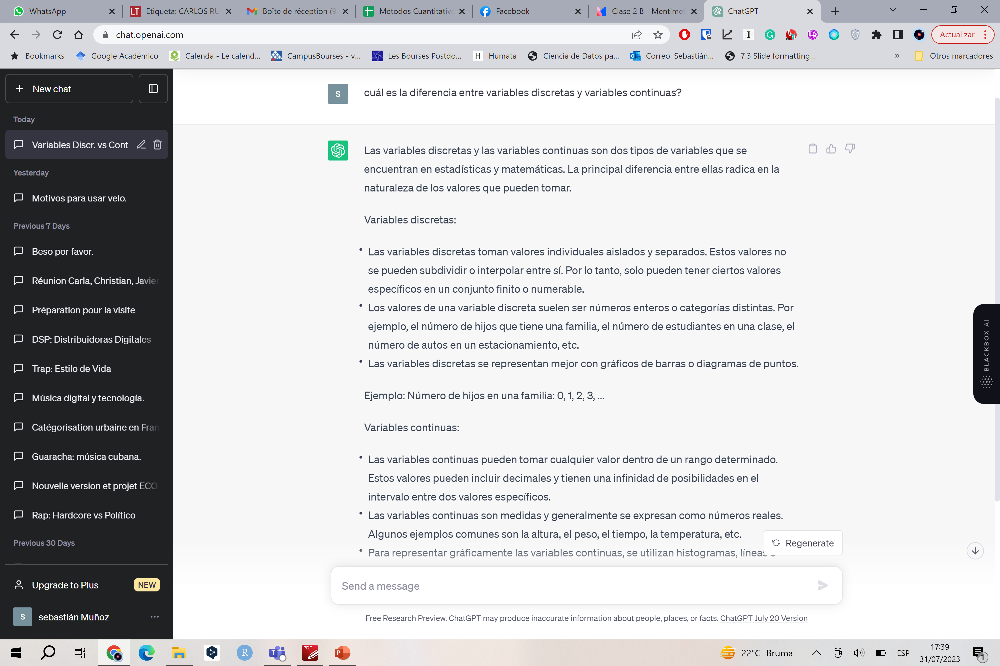 WhatsApp
Etiqueta: CARLOS RU
Boîte de réception (9
Métodos Cuantitativo
Facebook
Clase 2 B - Mentimet
ChatGPT
chat.openai.com
Actualizar
Bookmarks
Google Académico
Calenda - Le calend...
CampusBourses - v...
Les Bourses Postdo...
Humata
Ciencia de Datos pa...
Correo: Sebastián...
7.3 Slide formatting...
»
Otros marcadores
New chat
Today
Variables Discr. vs Cont
Yesterday
Motivos para usar velo.
Previous 7 Days
Beso por favor.
Réunion Carla, Christian, Javier
Préparation pour la visite
DSP: Distribuidoras Digitales
Trap: Estilo de Vida
Música digital y tecnología.
Catégorisation urbaine en Fran
Guaracha: música cubana.
Nouvelle version et projet ECO
Rap: Hardcore vs Político
Previous 30 Days
Upgrade to Plus
NEW
S
sebastián Muñoz
S
cuál es la diferencia entre variables discretas y variables continuas?
Las variables discretas y las variables continuas son dos tipos de variables que se
encuentran en estadísticas y matemáticas. La principal diferencia entre ellas radica en la
naturaleza de los valores que pueden tomar.
Variables discretas:
• Las variables discretas toman valores individuales aislados y separados. Estos valores no
se pueden subdividir o interpolar entre sí. Por lo tanto, solo pueden tener ciertos valores
específicos en un conjunto finito o numerable.
• Los valores de una variable discreta suelen ser números enteros o categorías distintas. Por
ejemplo, el número de hijos que tiene una familia, el número de estudiantes en una clase, el
número de autos en un estacionamiento, etc.
• Las variables discretas se representan mejor con gráficos de barras o diagramas de puntos.
Ejemplo: Número de hijos en una familia: 0, 1, 2, 3, ...
Variables continuas:
• Las variables continuas pueden tomar cualquier valor dentro de un rango determinado.
Estos valores pueden incluir decimales y tienen una infinidad de posibilidades en el
intervalo entre dos valores específicos.
• Las variables continuas son medidas y generalmente se expresan como números reales.
Algunos ejemplos comunes son la altura, el peso, el tiempo, la temperatura, etc.
• Para representar gráficamente las variables continuas, se utilizan histogramas, líneas
Regenerate
BLACKBOX AI
Send a message
Free Research Preview. ChatGPT may produce inaccurate information about people, places, or facts. ChatGPT July 20 Version
22°C Bruma
ESP
17:39
31/07/2023
1